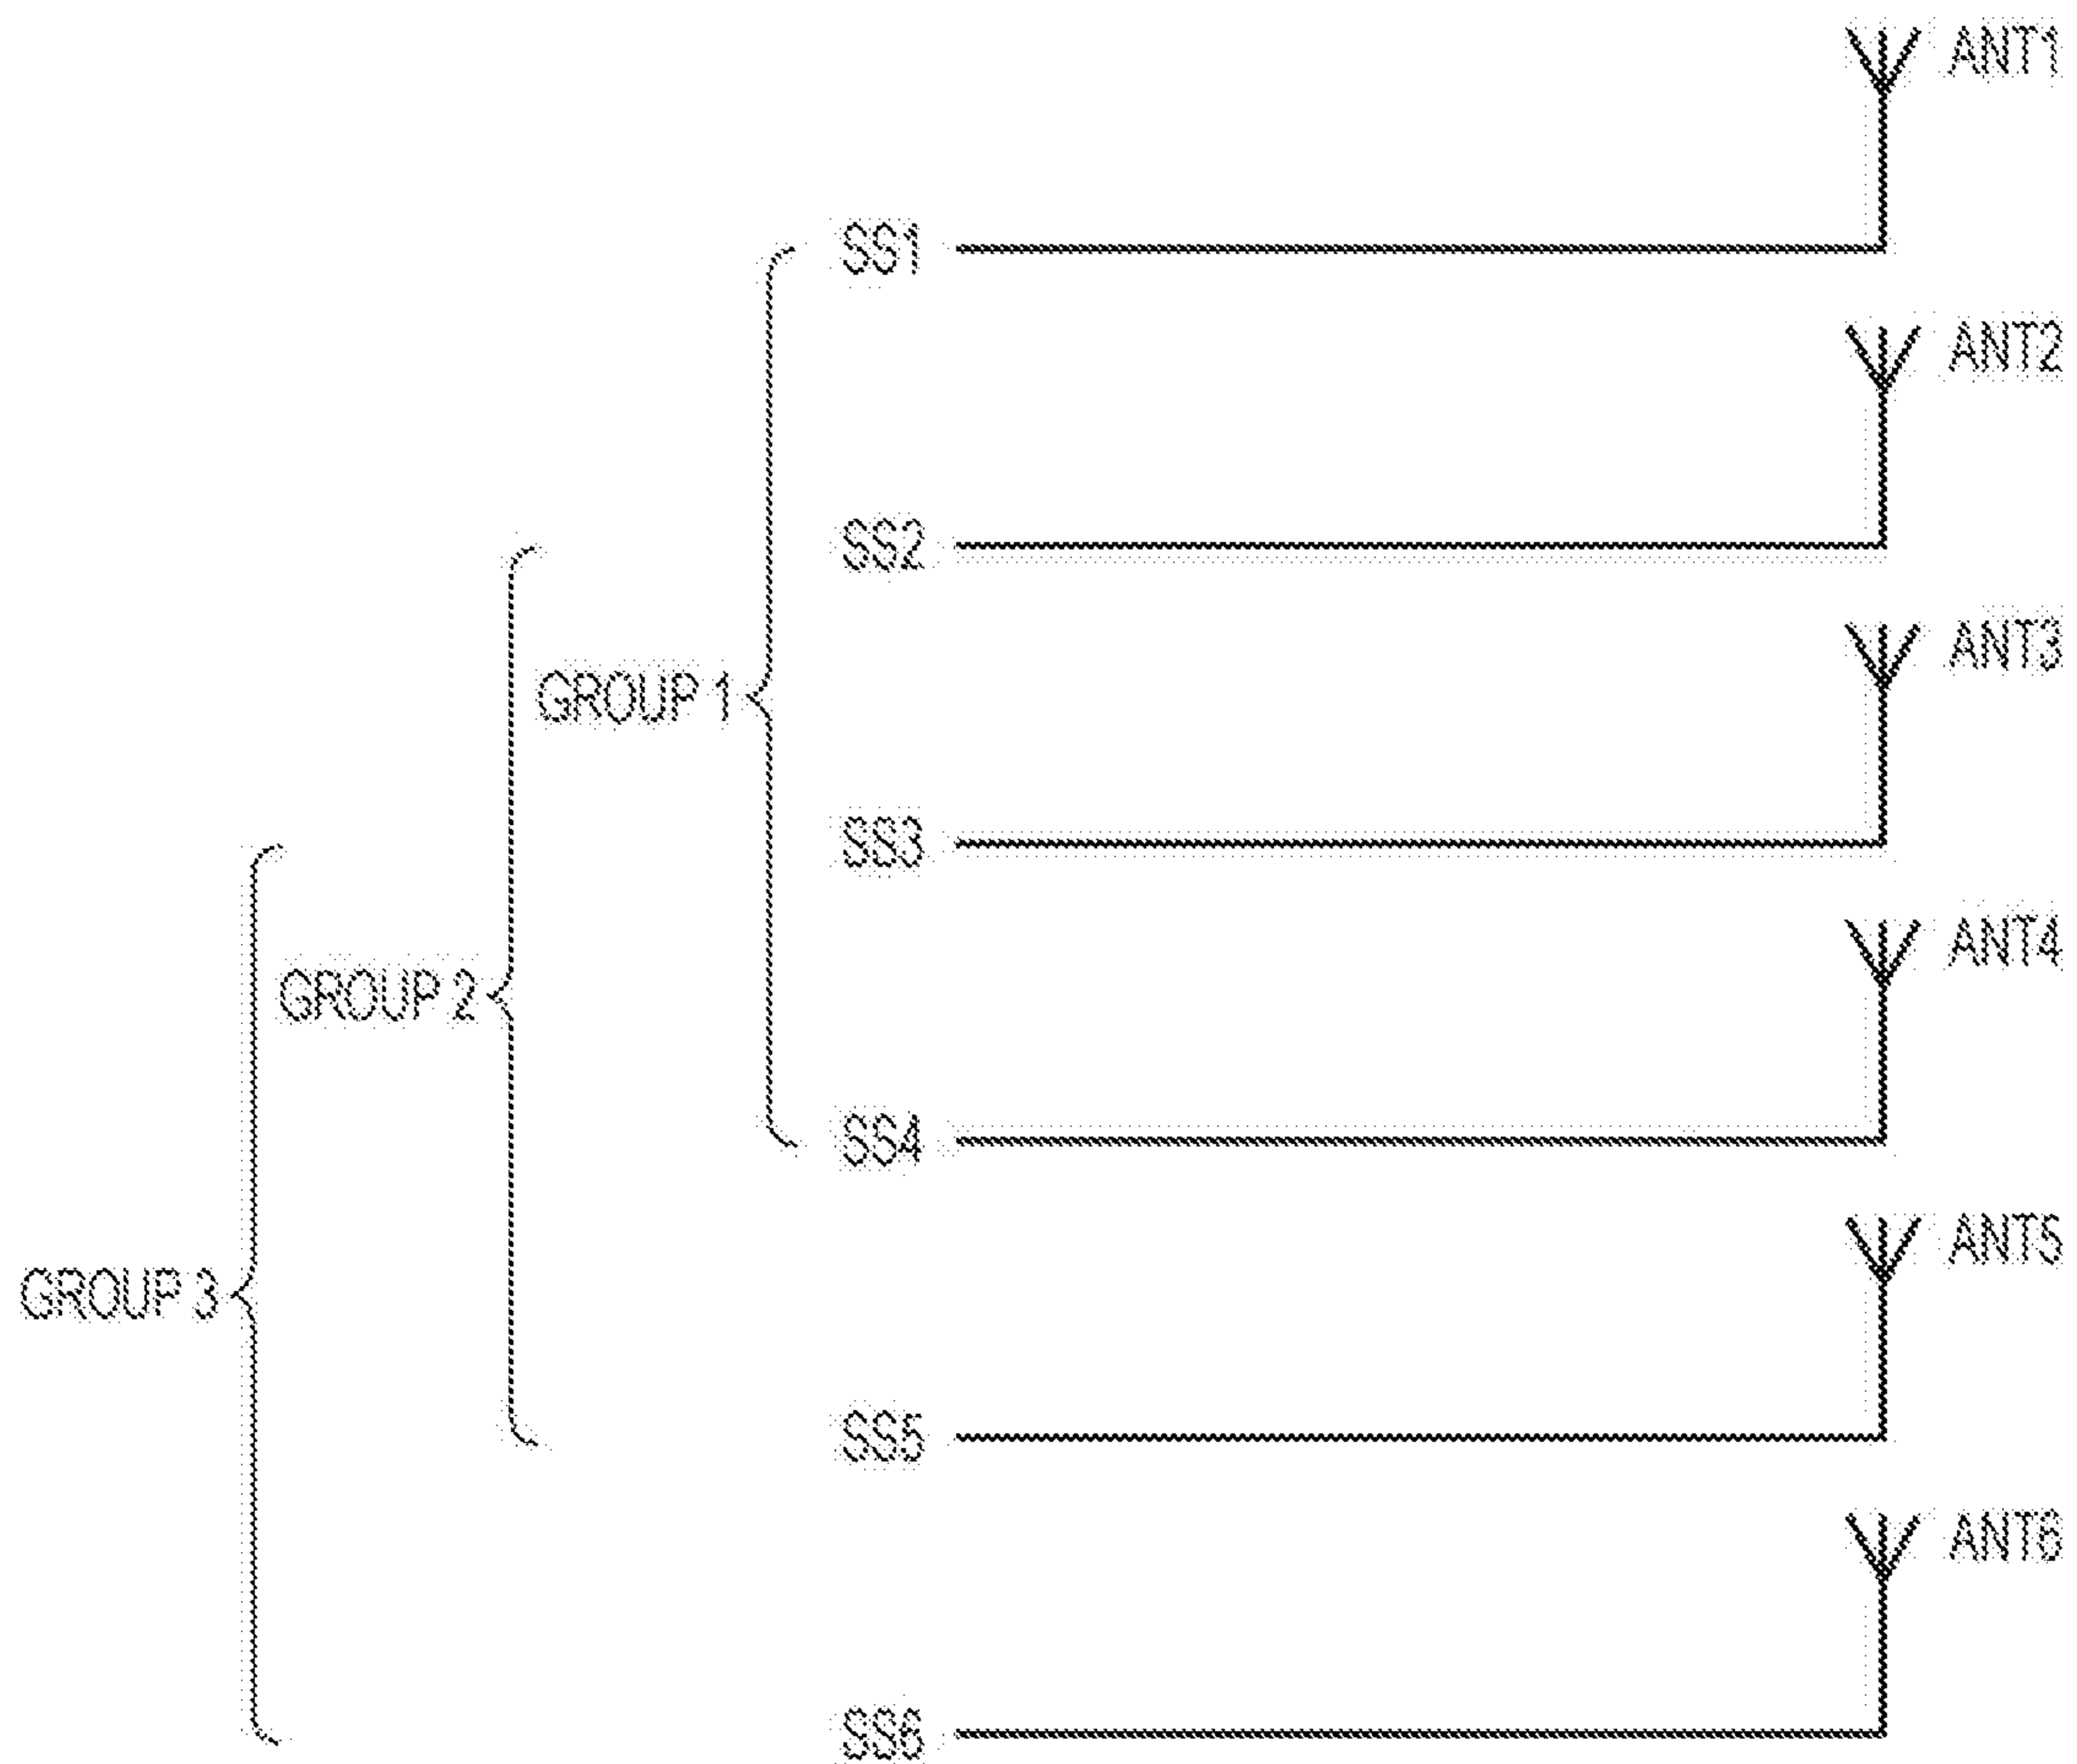 ANT1
SS1
ANT2
SS2
ANT3
GROUP 1
SS3
ANT4
GROUP 2
SS4
ANT5
GROUP 3
SS5
ANT6
SS6